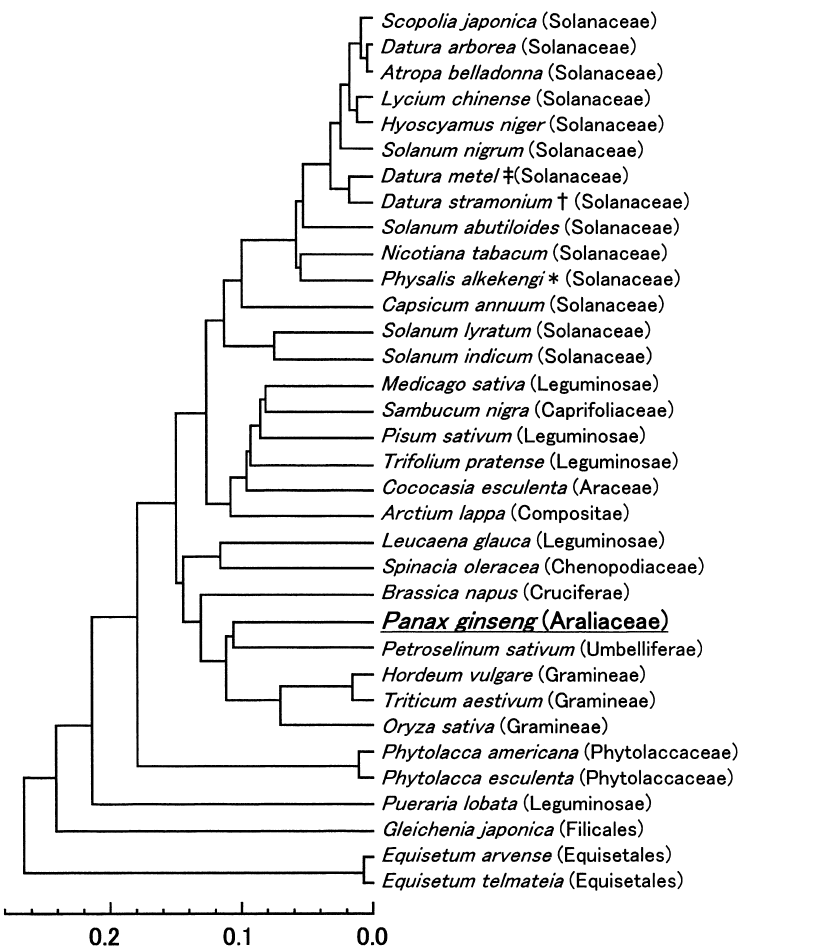 Scopolia japonica (Solanaceae)
Datura arborea (Solanaceae)
Atropa belladonna (Solanaceae)
Lycium chinense (Solanaceae)
Hyoscyamus niger (Solanaceae)
Solanum nigrum (Solanaceae)
Datura metel ‡(Solanaceae)
Datura stramonium † (Solanaceae)
Solanum abutiloides (Solanaceae)
Nicotiana tabacum (Solanaceae)
Physalis alkekengi * (Solanaceae)
Capsicum annuum (Solanaceae)
Solanum lyratum (Solanaceae)
Solanum indicum (Solanaceae)
Medicago sativa (Leguminosae)
Sambucum nigra (Caprifoliaceae)
Pisum sativum (Leguminosae)
Trifolium pratense (Leguminosae)
Cococasia esculenta (Araceae)
Arctium lappa (Compositae)
Leucaena glauca (Leguminosae)
Spinacia oleracea (Chenopodiaceae)
Brassica napus (Cruciferae)
Panax ginseng (Araliaceae)
Petroselinum sativum (Umbelliferae)
Hordeum vulgare (Gramineae)
Triticum aestivum (Gramineae)
Oryza sativa (Gramineae)
Phytolacca americana (Phytolaccaceae)
Phytolacca esculenta (Phytolaccaceae)
Pueraria lobata (Leguminosae)
Gleichenia japonica (Filicales)
Equisetum arvense (Equisetales)
Equisetum telmateia (Equisetales)
0.2 0.1 0.0